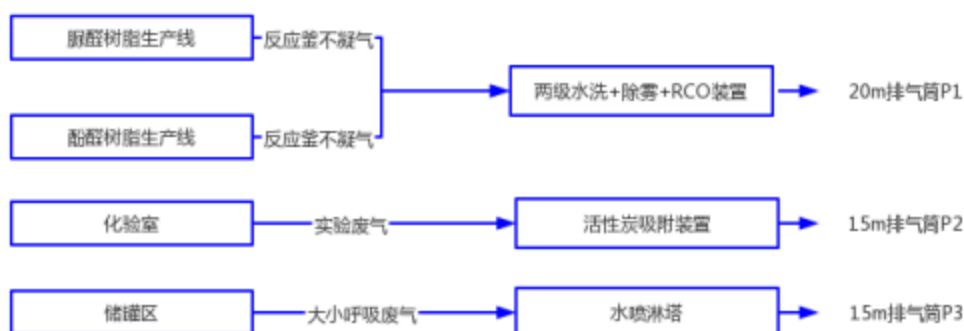 脲醛树脂生产线
反应釜不凝气
两级水洗+除雾+RCO装置
20m排气筒P1
酚醛树脂生产线
反应釜不凝气
化验室
实验废气
活性炭吸附装置
15m排气筒P2
储罐区
大小呼吸废气
水喷淋塔
15m排气筒P3